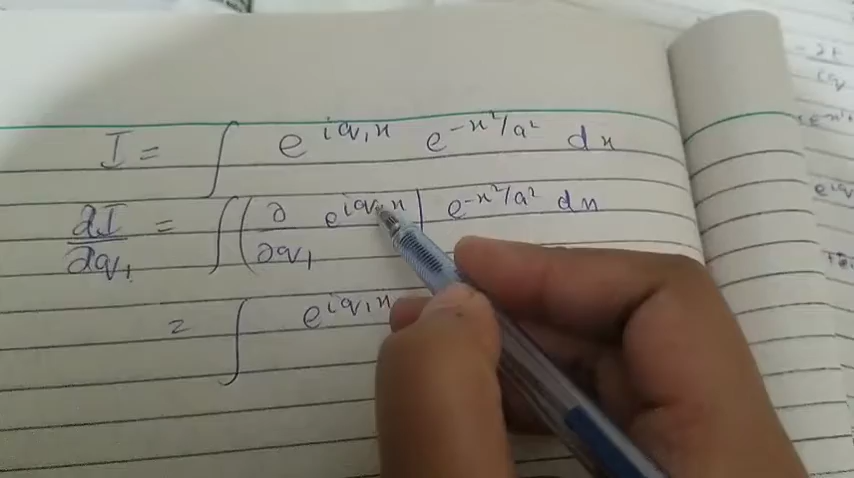 I = ∫ e^{iq₁x} e^{-x²/a²} dx
∂I/∂q₁ = ∫ (∂/∂q₁ e^{iq₁x}) e^{-x²/a²} dx
= ∫ e^{iq₁x}